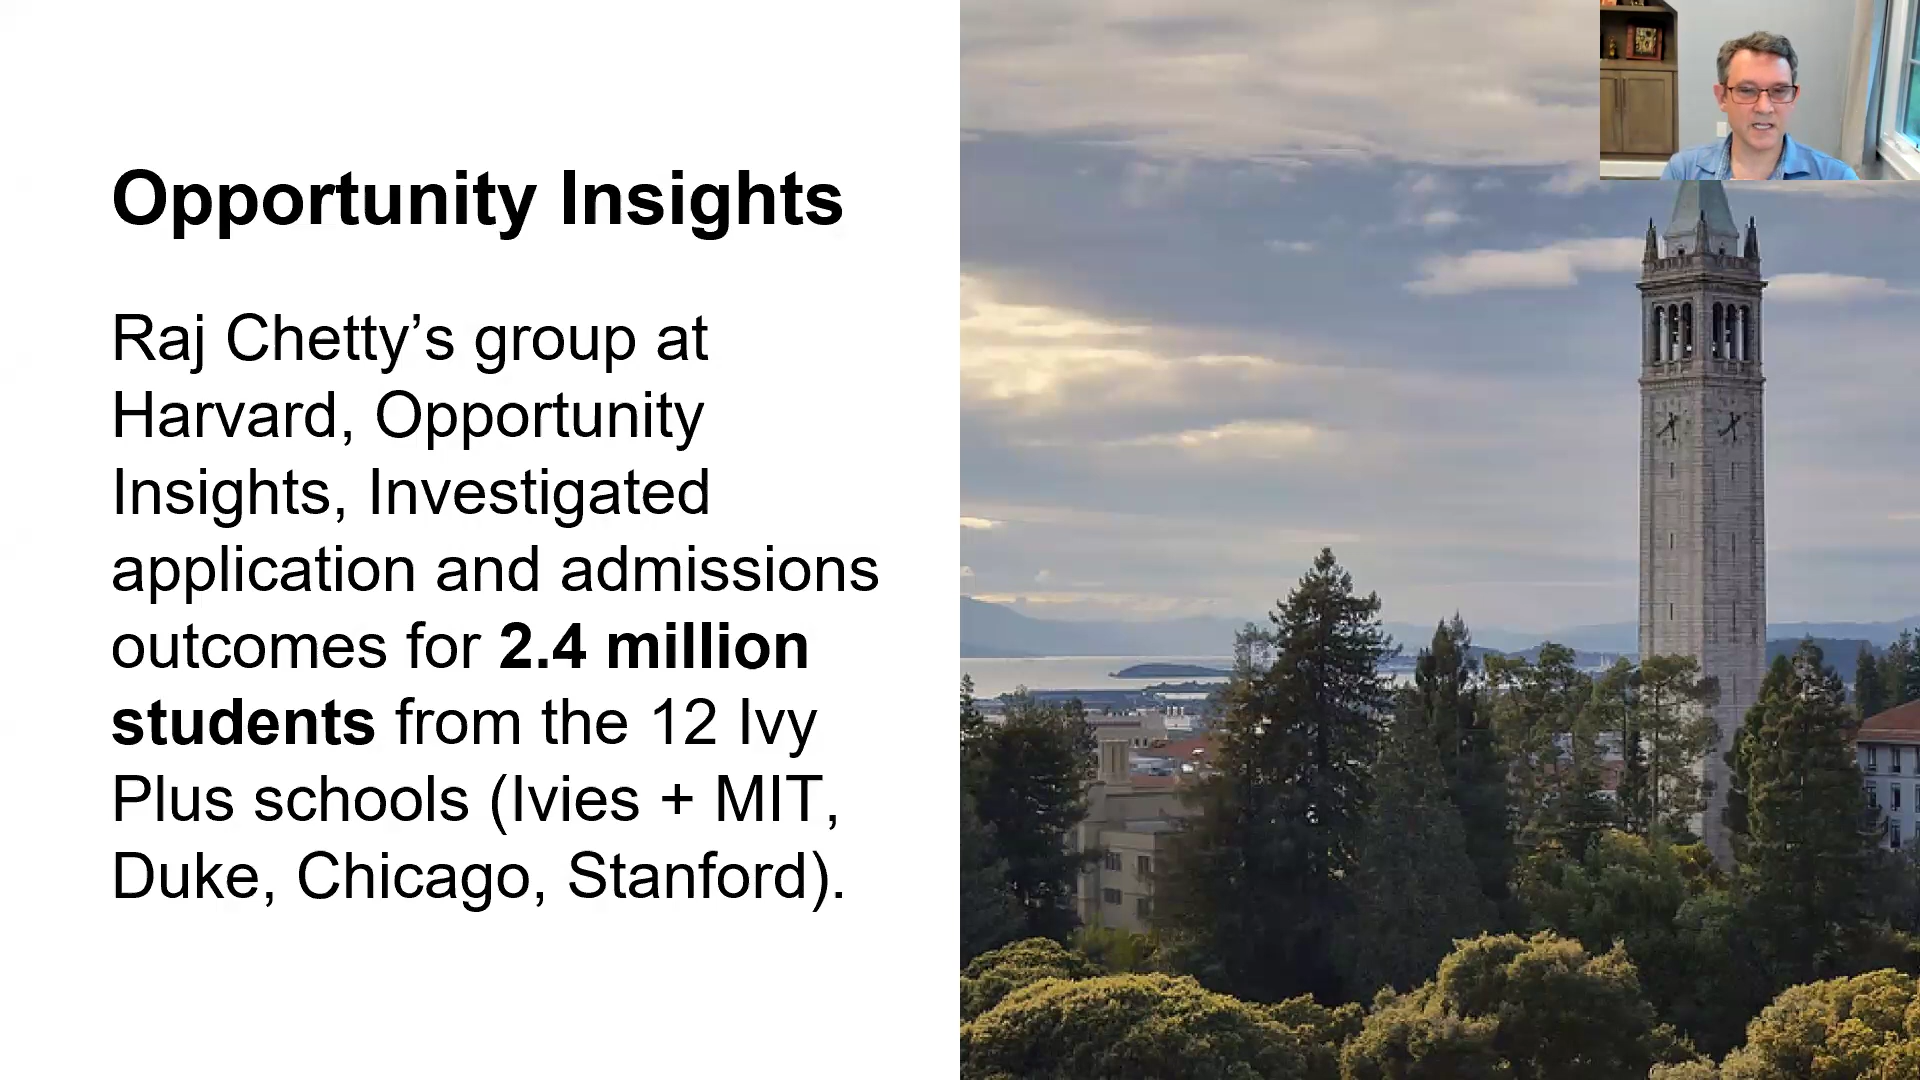 Opportunity Insights
Raj Chetty’s group at
Harvard, Opportunity
Insights, Investigated
application and admissions
outcomes for 2.4 million
students from the 12 Ivy
Plus schools (Ivies + MIT,
Duke, Chicago, Stanford).